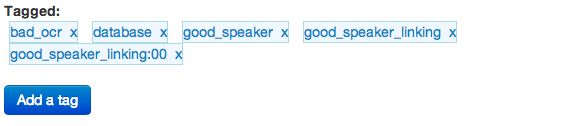 Tagged:
bad_ocr x database x good_speaker x good_speaker_linking x
good_speaker_linking:00 x
Add a tag